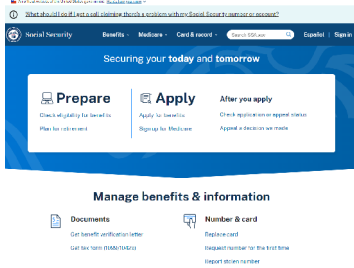 What should I do if I get a call claiming there's a problem with my Social Security number or account?
Social Security
Benefits
Medicare
Card & record
Search SSA.gov
Español
Sign in
Securing your today and tomorrow
Prepare
Check eligibility for benefits
Plan for retirement
Apply
Apply for benefits
Sign up for Medicare
After you apply
Check application or appeal status
Appeal a decision we made
Manage benefits & information
Documents
Get benefit verification letter
Get tax form (1099/1042S)
Number & card
Replace card
Request number for the first time
Report stolen number